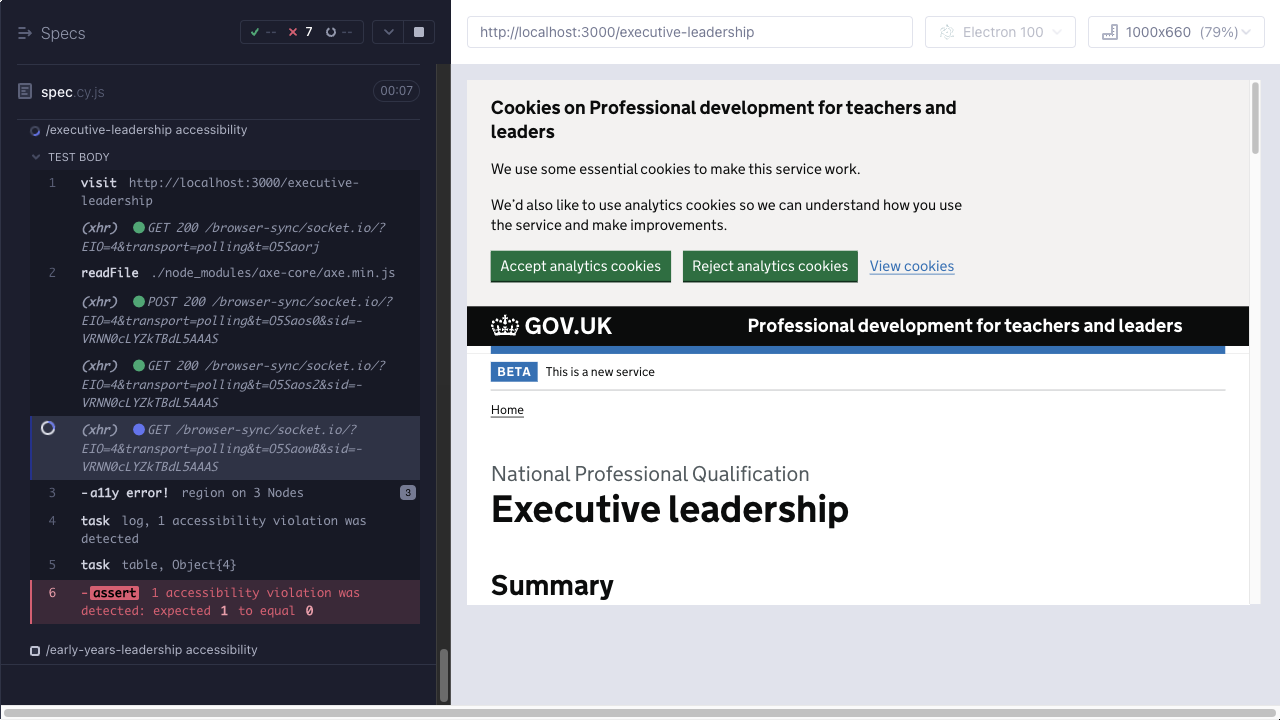 Specs
-- 7 --
spec.cy.js 00:07
/executive-leadership accessibility
TEST BODY
1 visit http://localhost:3000/executive-
leadership
(xhr) GET 200 /browser-sync/socket.io/?
EIO=4&transport=polling&t=O5Saorj
2 readFile ./node_modules/axe-core/axe.min.js
(xhr) POST 200 /browser-sync/socket.io/?
EIO=4&transport=polling&t=O5Saos0&sid=-
VRNN0cLYZkTBdL5AAAS
(xhr) GET 200 /browser-sync/socket.io/?
EIO=4&transport=polling&t=O5Saos2&sid=-
VRNN0cLYZkTBdL5AAAS
(xhr) GET /browser-sync/socket.io/?
EIO=4&transport=polling&t=O5SaowB&sid=-
VRNN0cLYZkTBdL5AAAS
3 -a11y error! region on 3 Nodes 3
4 task log, 1 accessibility violation was
detected
5 task table, Object{4}
6 -assert 1 accessibility violation was
detected: expected 1 to equal 0
/early-years-leadership accessibility
http://localhost:3000/executive-leadership
Electron 100
1000x660 (79%)
Cookies on Professional development for teachers and
leaders
We use some essential cookies to make this service work.
We'd also like to use analytics cookies so we can understand how you use
the service and make improvements.
Accept analytics cookies Reject analytics cookies View cookies
GOV.UK Professional development for teachers and leaders
BETA This is a new service
Home
National Professional Qualification
Executive leadership
Summary